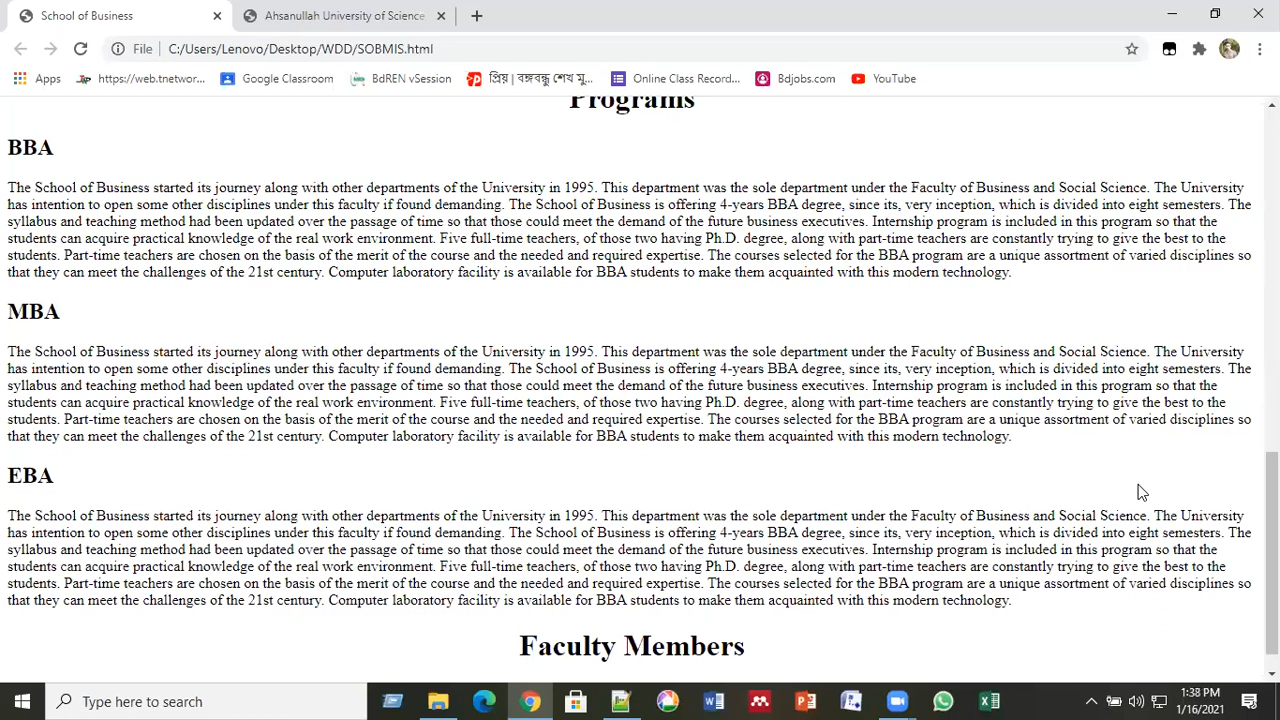 School of Business
Ahsanullah University of Science
File
C:/Users/Lenovo/Desktop/WDD/SOBMIS.html
Apps
https://web.tnetwor...
Google Classroom
BdREN vSession
প্রিয় | বঙ্গবন্ধু শেখ মু...
Online Class Record...
Bdjobs.com
YouTube
Programs
BBA
The School of Business started its journey along with other departments of the University in 1995. This department was the sole department under the Faculty of Business and Social Science. The University
has intention to open some other disciplines under this faculty if found demanding. The School of Business is offering 4-years BBA degree, since its, very inception, which is divided into eight semesters. The
syllabus and teaching method had been updated over the passage of time so that those could meet the demand of the future business executives. Internship program is included in this program so that the
students can acquire practical knowledge of the real work environment. Five full-time teachers, of those two having Ph.D. degree, along with part-time teachers are constantly trying to give the best to the
students. Part-time teachers are chosen on the basis of the merit of the course and the needed and required expertise. The courses selected for the BBA program are a unique assortment of varied disciplines so
that they can meet the challenges of the 21st century. Computer laboratory facility is available for BBA students to make them acquainted with this modern technology.
MBA
The School of Business started its journey along with other departments of the University in 1995. This department was the sole department under the Faculty of Business and Social Science. The University
has intention to open some other disciplines under this faculty if found demanding. The School of Business is offering 4-years BBA degree, since its, very inception, which is divided into eight semesters. The
syllabus and teaching method had been updated over the passage of time so that those could meet the demand of the future business executives. Internship program is included in this program so that the
students can acquire practical knowledge of the real work environment. Five full-time teachers, of those two having Ph.D. degree, along with part-time teachers are constantly trying to give the best to the
students. Part-time teachers are chosen on the basis of the merit of the course and the needed and required expertise. The courses selected for the BBA program are a unique assortment of varied disciplines so
that they can meet the challenges of the 21st century. Computer laboratory facility is available for BBA students to make them acquainted with this modern technology.
EBA
The School of Business started its journey along with other departments of the University in 1995. This department was the sole department under the Faculty of Business and Social Science. The University
has intention to open some other disciplines under this faculty if found demanding. The School of Business is offering 4-years BBA degree, since its, very inception, which is divided into eight semesters. The
syllabus and teaching method had been updated over the passage of time so that those could meet the demand of the future business executives. Internship program is included in this program so that the
students can acquire practical knowledge of the real work environment. Five full-time teachers, of those two having Ph.D. degree, along with part-time teachers are constantly trying to give the best to the
students. Part-time teachers are chosen on the basis of the merit of the course and the needed and required expertise. The courses selected for the BBA program are a unique assortment of varied disciplines so
that they can meet the challenges of the 21st century. Computer laboratory facility is available for BBA students to make them acquainted with this modern technology.
Faculty Members
Type here to search
1:38 PM
1/16/2021